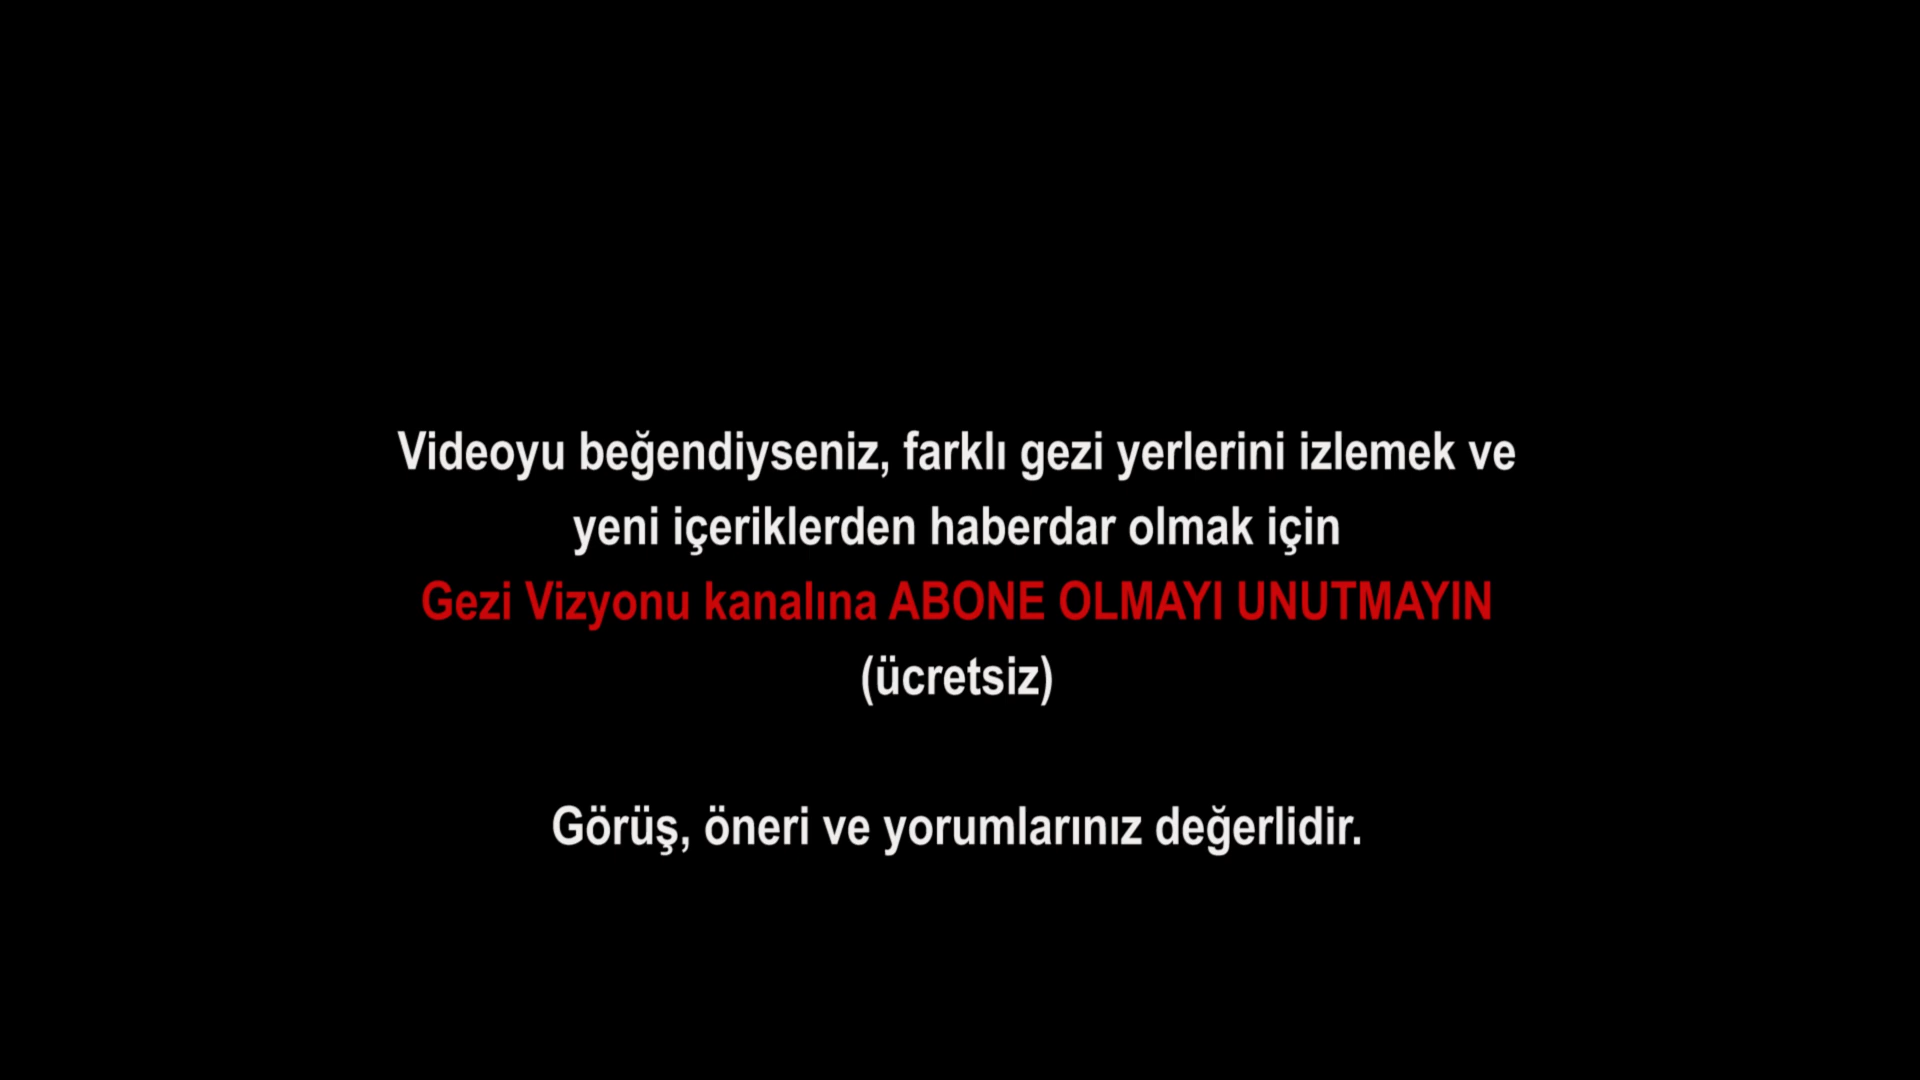 Videoyu beğendiyseniz, farklı gezi yerlerini izlemek ve
yeni içeriklerden haberdar olmak için
Gezi Vizyonu kanalına ABONE OLMAYI UNUTMAYIN
(ücretsiz)
Görüş, öneri ve yorumlarınız değerlidir.